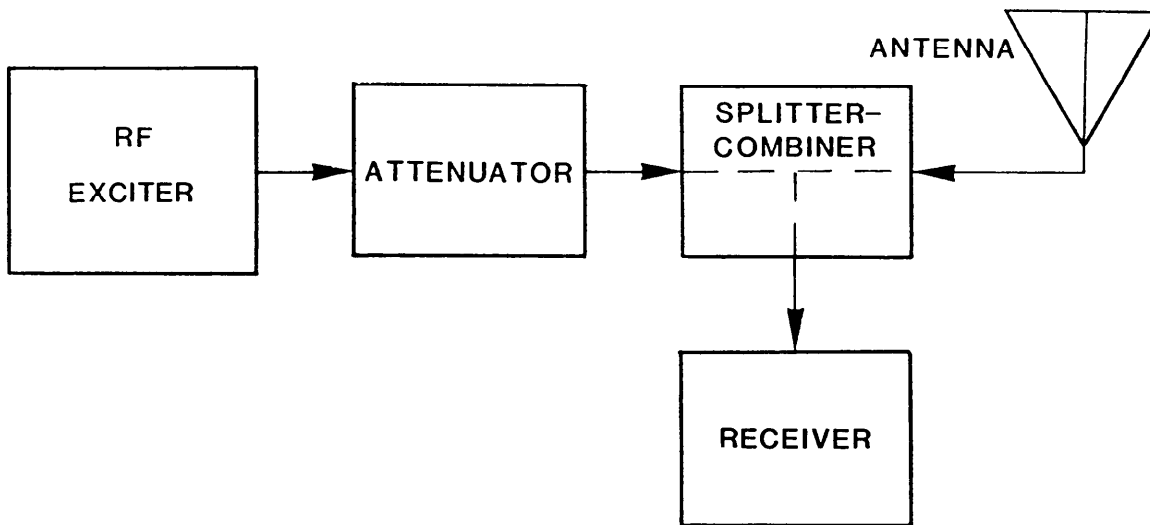 ANTENNA
RF
EXCITER
ATTENUATOR
SPLITTER-
COMBINER
RECEIVER